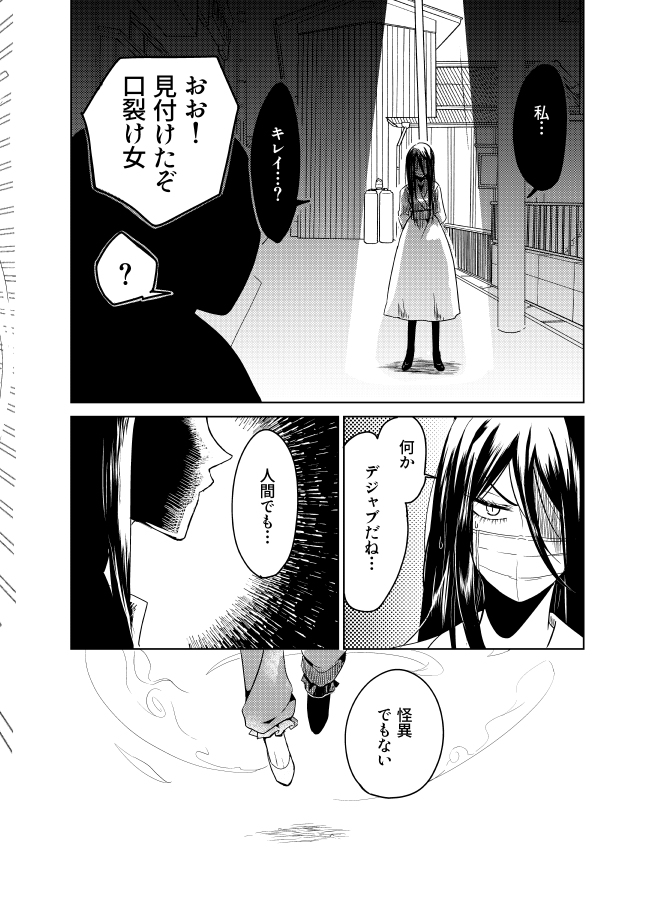 私…
キレイ…？
おお！
見付けたぞ
口裂け女
？
何か
デジャブだね…
人間でも…
怪異
でもない